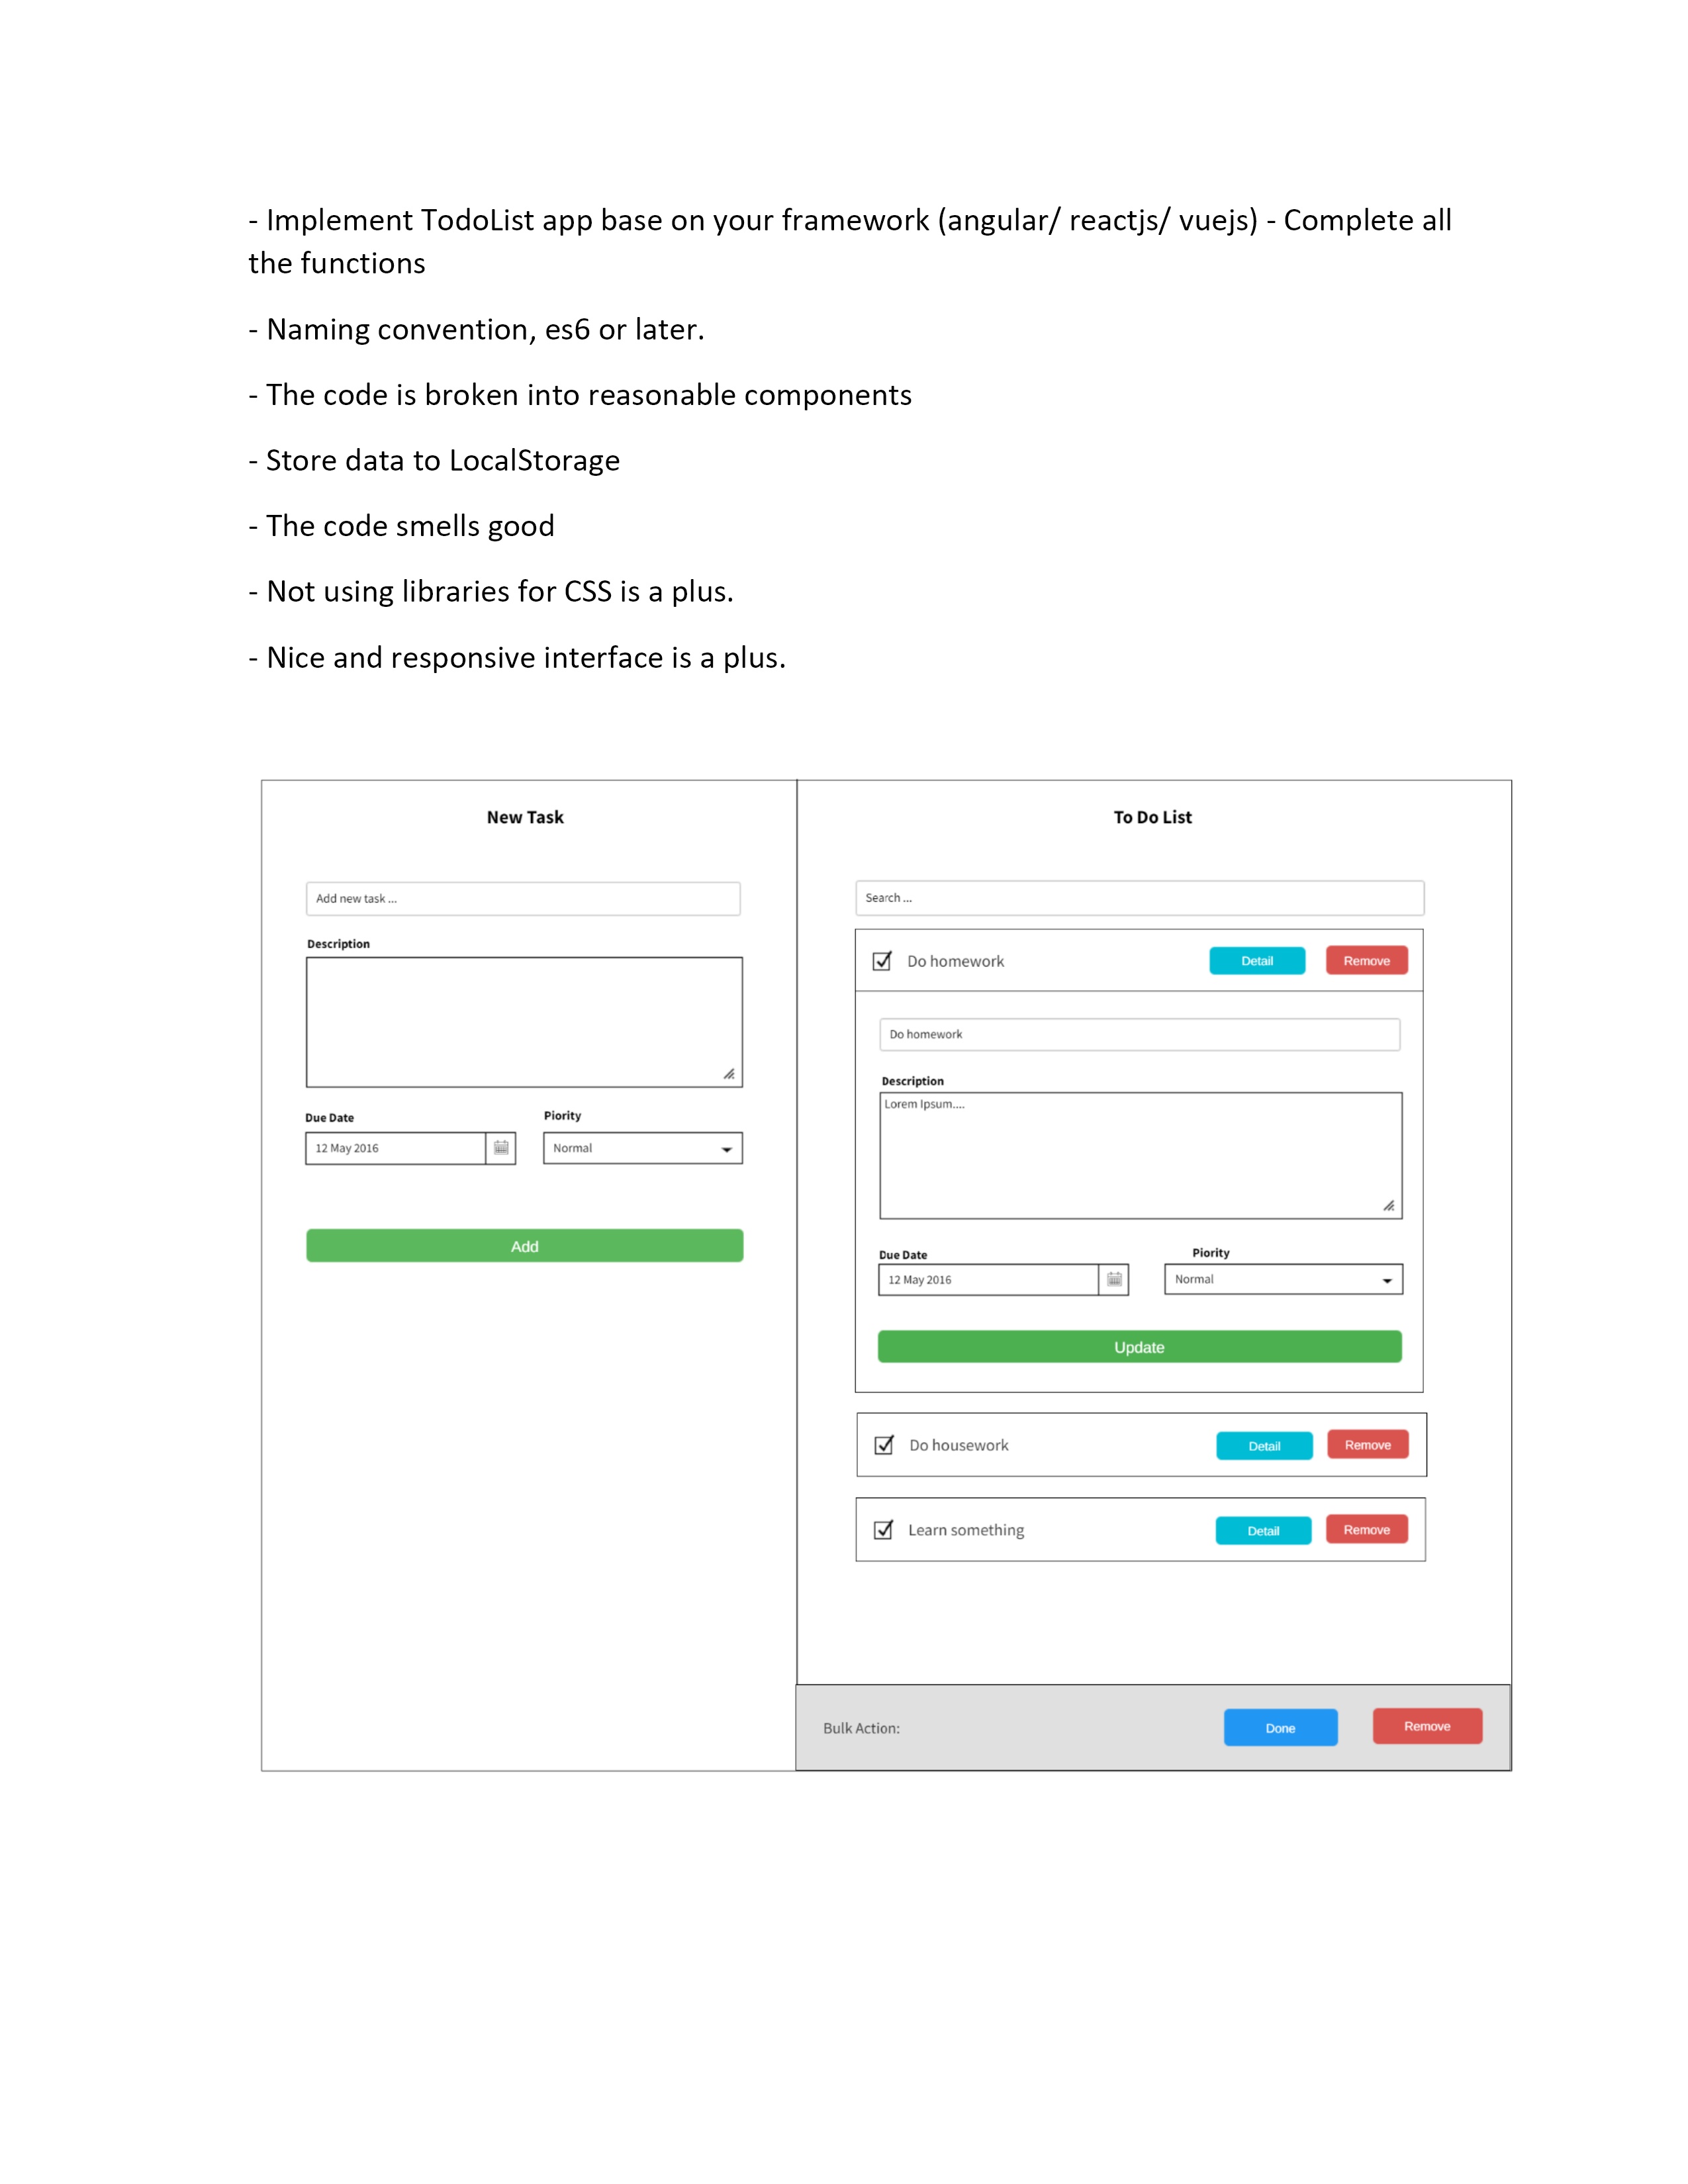 - Implement TodoList app base on your framework (angular/ reactjs/ vuejs) - Complete all
the functions
- Naming convention, es6 or later.
- The code is broken into reasonable components
- Store data to LocalStorage
- The code smells good
- Not using libraries for CSS is a plus.
- Nice and responsive interface is a plus.
New Task
Add new task ...
Description
Due Date
Piority
12 May 2016
Normal
Add
To Do List
Search ...
Do homework
Detail
Remove
Do homework
Description
Lorem Ipsum....
Due Date
Piority
12 May 2016
Normal
Update
Do housework
Detail
Remove
Learn something
Detail
Remove
Bulk Action:
Done
Remove